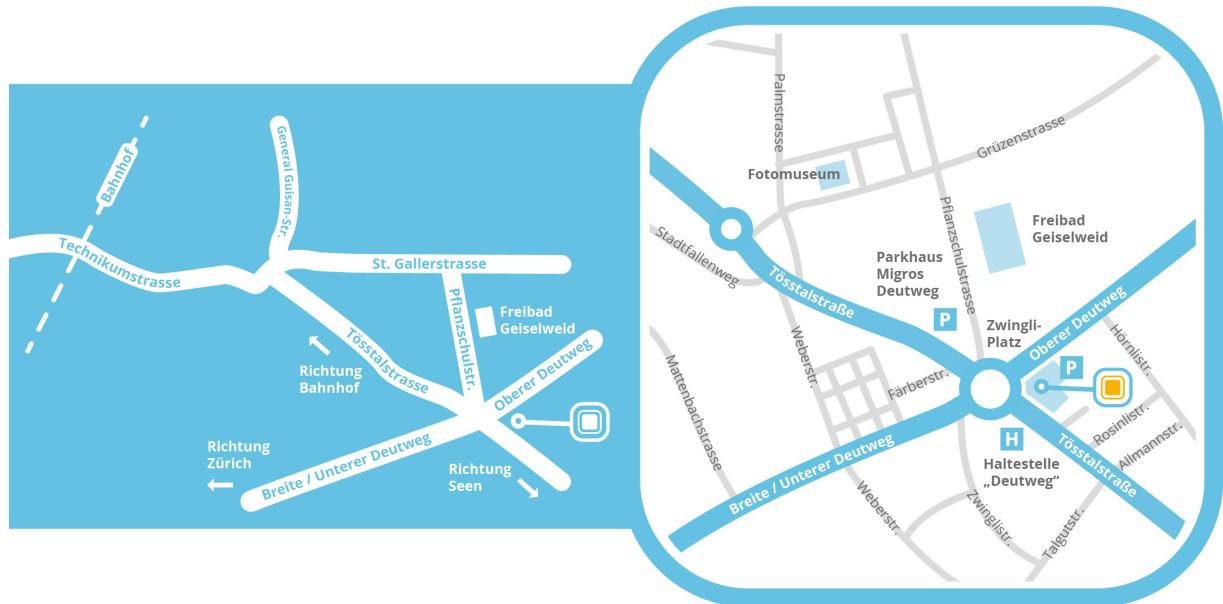 Bahnhof
General Guisan-Str.
Technikumstrasse
St. Gallerstrasse
Pflanzschulstr.
Freibad
Geiselweid
Tösstalstrasse
Richtung
Bahnhof
Oberer Deutweg
Richtung
Zürich
Breite / Unterer Deutweg
Richtung
Seen
Palmstrasse
Grüzenstrasse
Fotomuseum
Pflanzschulstrasse
Freibad
Geiselweid
Stadtfallenweg
Parkhaus
Migros
Deutweg
Tösstalstraße
P
Zwingli-
Platz
Oberer Deutweg
Hörnlistr.
Weberstr.
Mattenbachstrasse
Färberstr.
P
Rosinlistr.
Allmannstr.
H
Haltestelle
„Deutweg“
Tösstalstraße
Breite / Unterer Deutweg
Weberstr.
Zwinglistr.
Talgutstr.